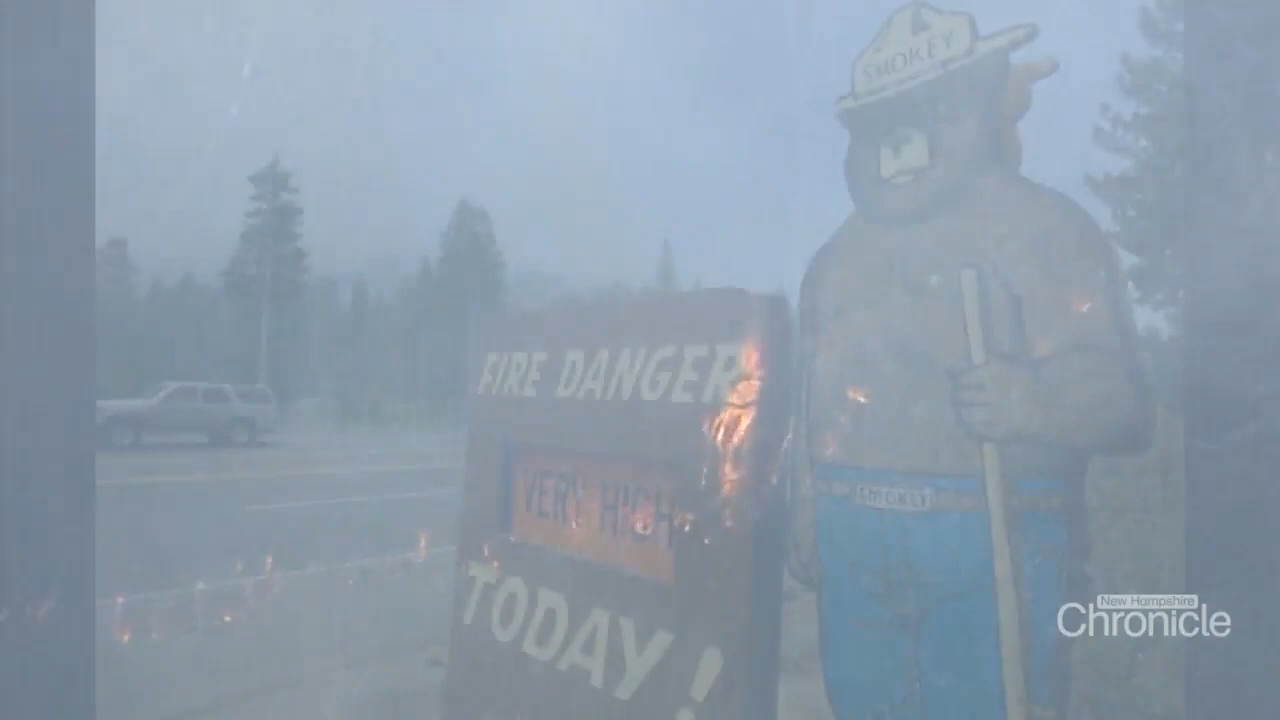 SMOKEY
FIRE DANGER
VERY HIGH
SMOKEY
TODAY!
New Hampshire
Chronicle